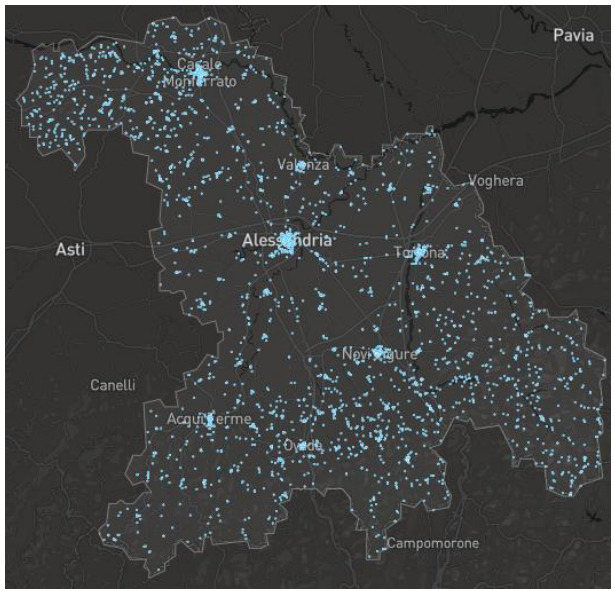 Pavia
Casale
Monferrato
Valenza
Voghera
Alessandria
Asti
Tortona
Novi Ligure
Canelli
Acqui Terme
Ovada
Campomorone